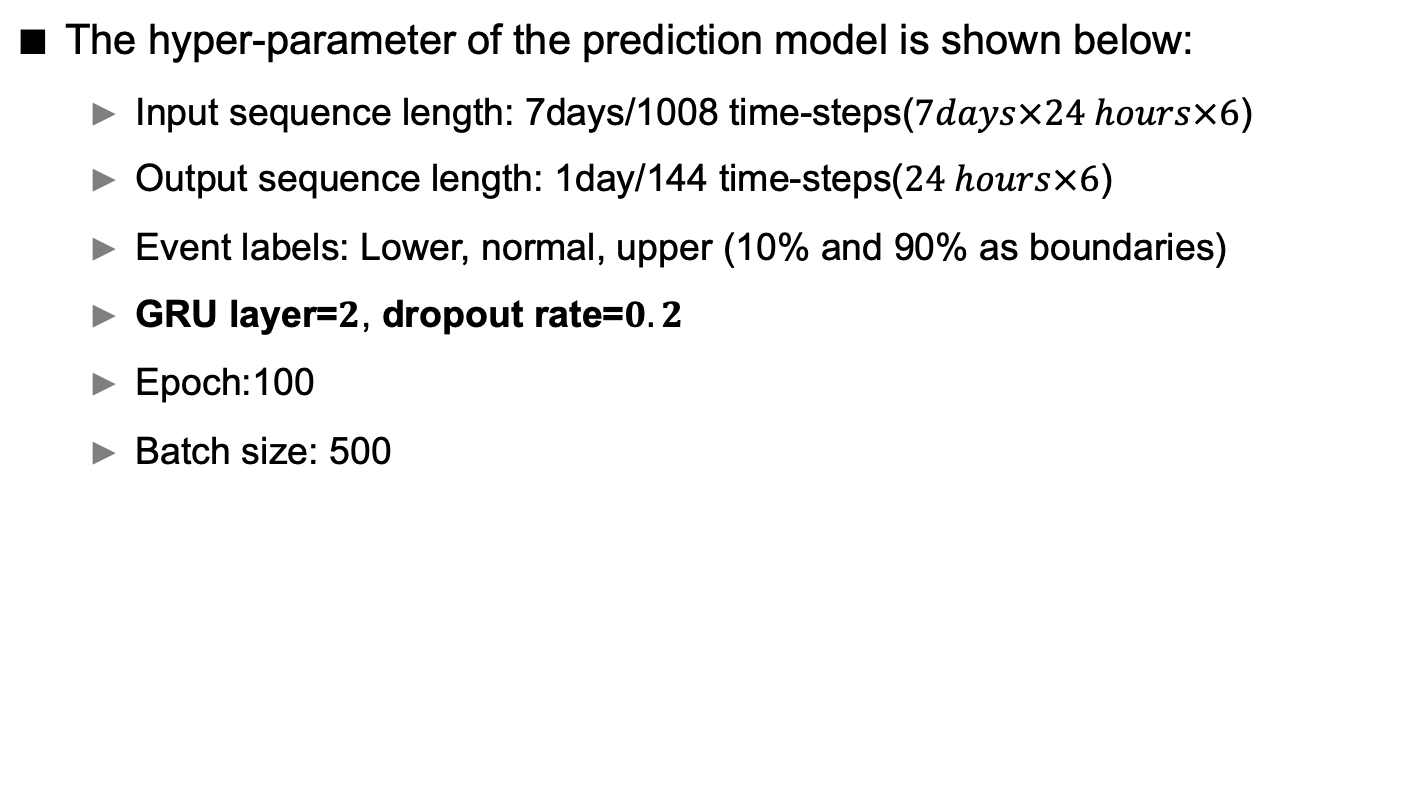 ■ The hyper-parameter of the prediction model is shown below:
► Input sequence length: 7days/1008 time-steps(7days×24 hours×6)
► Output sequence length: 1day/144 time-steps(24 hours×6)
► Event labels: Lower, normal, upper (10% and 90% as boundaries)
► GRU layer=2, dropout rate=0.2
► Epoch:100
► Batch size: 500